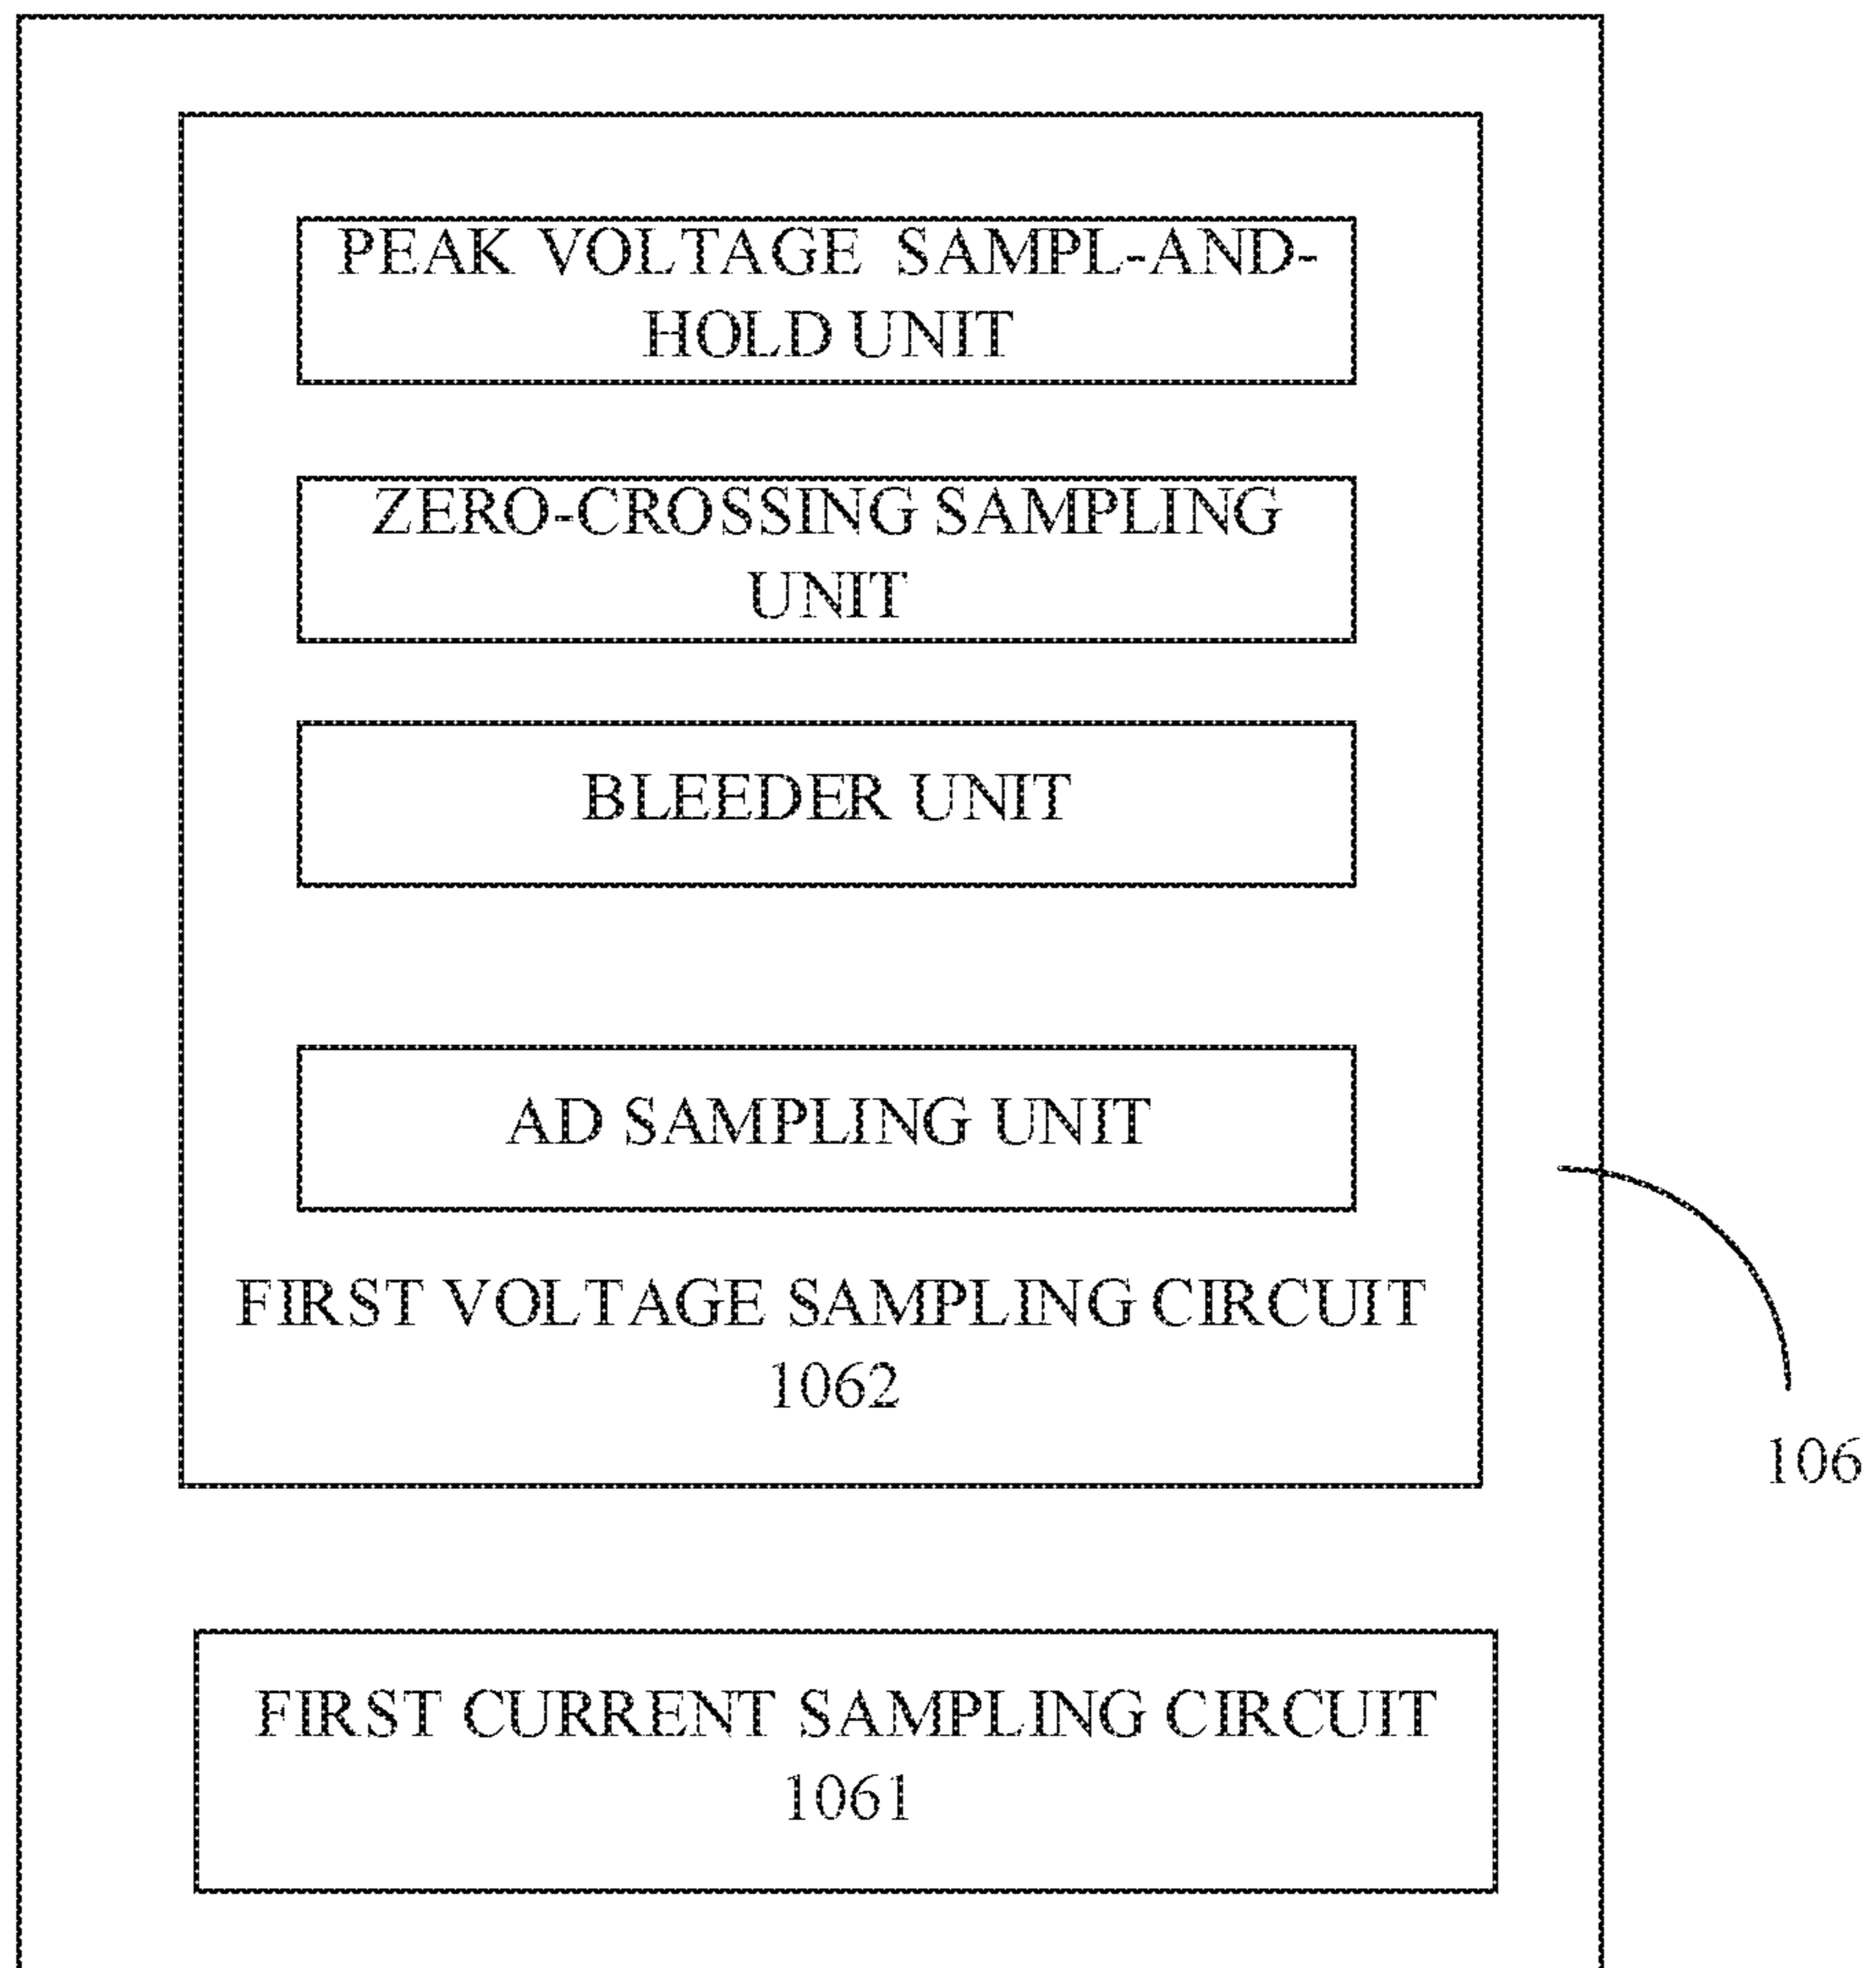 PEAK VOLTAGE SAMPL-AND-
HOLD UNIT
ZERO-CROSSING SAMPLING
UNIT
BLEEDER UNIT
AD SAMPLING UNIT
FIRST VOLTAGE SAMPLING CIRCUIT
1062
106
FIRST CURRENT SAMPLING CIRCUIT
1061